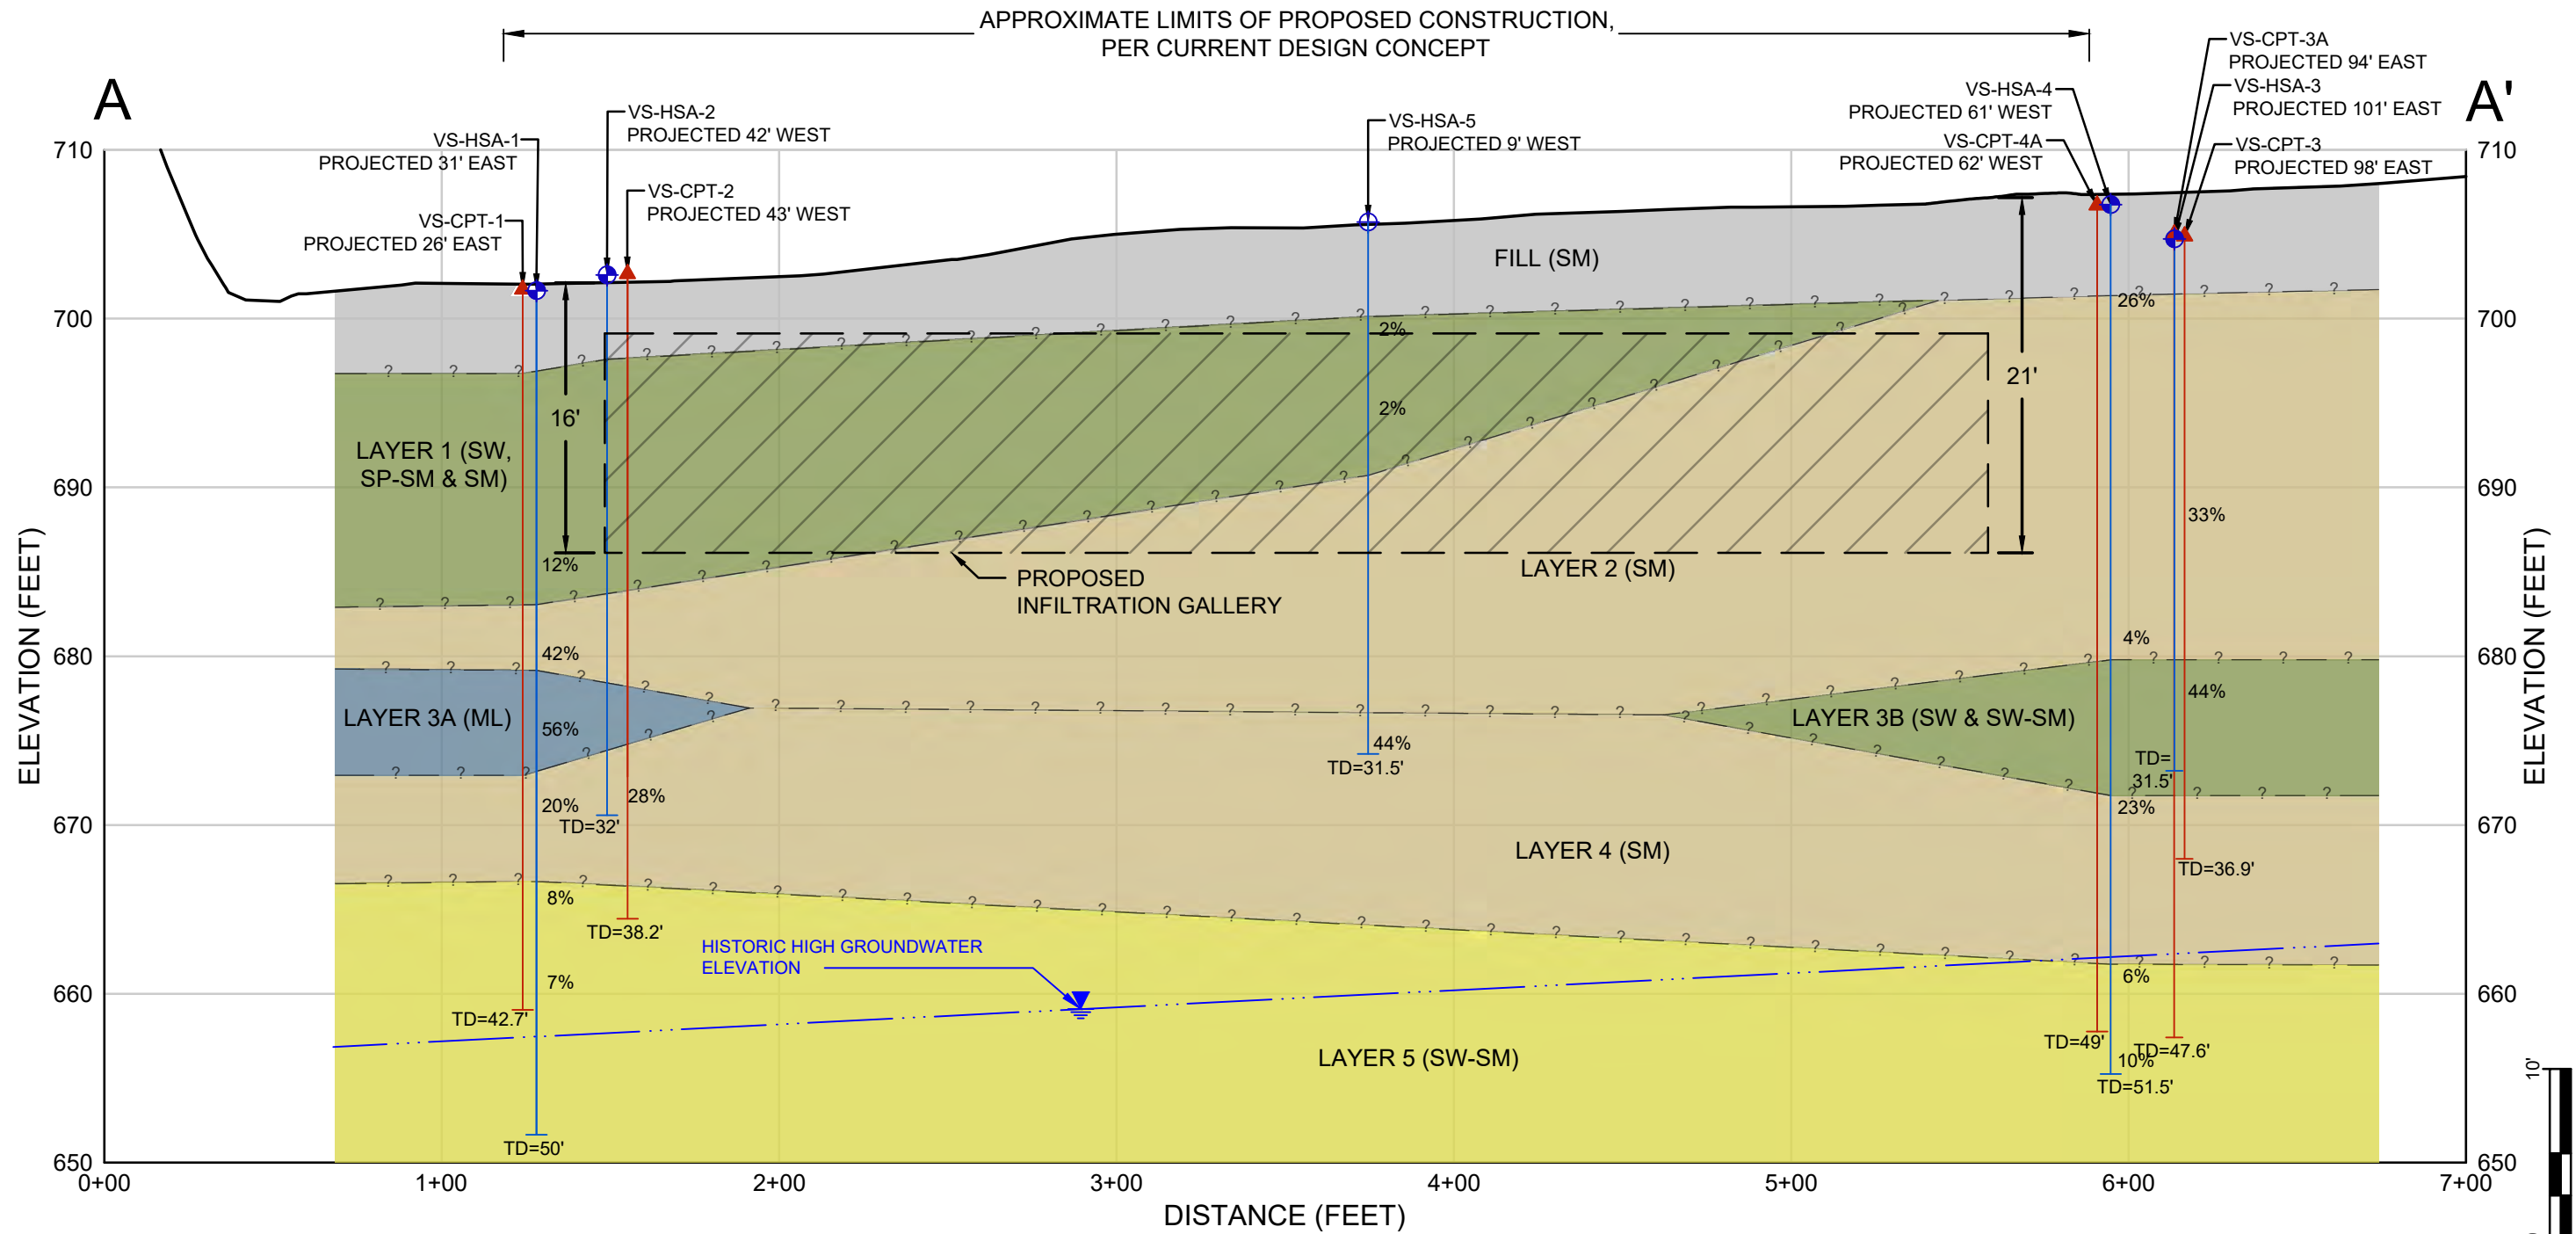 APPROXIMATE LIMITS OF PROPOSED CONSTRUCTION,
PER CURRENT DESIGN CONCEPT
A
A'
VS-HSA-1
PROJECTED 31' EAST
VS-CPT-1
PROJECTED 26' EAST
VS-HSA-2
PROJECTED 42' WEST
VS-CPT-2
PROJECTED 43' WEST
VS-HSA-5
PROJECTED 9' WEST
VS-HSA-4
PROJECTED 61' WEST
VS-CPT-4A
PROJECTED 62' WEST
VS-CPT-3A
PROJECTED 94' EAST
VS-HSA-3
PROJECTED 101' EAST
VS-CPT-3
PROJECTED 98' EAST
710
700
690
680
670
660
650
ELEVATION (FEET)
FILL (SM)
LAYER 1 (SW,
SP-SM & SM)
16'
21'
2%
2%
26%
33%
12%
PROPOSED
INFILTRATION GALLERY
LAYER 2 (SM)
42%
4%
44%
LAYER 3A (ML)
56%
LAYER 3B (SW & SW-SM)
44%
TD=31.5'
TD=
31.5'
20%
28%
23%
TD=32'
LAYER 4 (SM)
TD=36.9'
8%
TD=38.2'
HISTORIC HIGH GROUNDWATER
ELEVATION
7%
6%
TD=42.7'
TD=49'
TD=47.6'
10%
LAYER 5 (SW-SM)
TD=51.5'
TD=50'
710
700
690
680
670
660
650
ELEVATION (FEET)
0+00
1+00
2+00
3+00
4+00
5+00
6+00
7+00
DISTANCE (FEET)
10'